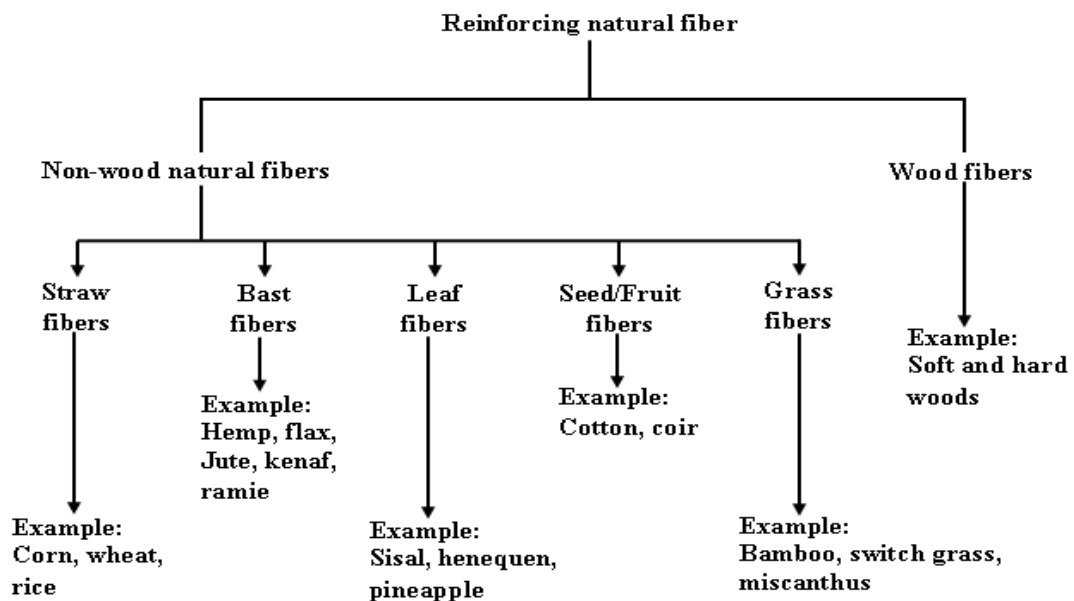 Reinforcing natural fiber
Non-wood natural fibers
Wood fibers
Straw
fibers
Bast
fibers
Leaf
fibers
Seed/Fruit
fibers
Grass
fibers
Example:
Soft and hard
woods
Example:
Hemp, flax,
Jute, kenaf,
ramie
Example:
Cotton, coir
Example:
Corn, wheat,
rice
Example:
Sisal, henequen,
pineapple
Example:
Bamboo, switch grass,
miscanthus